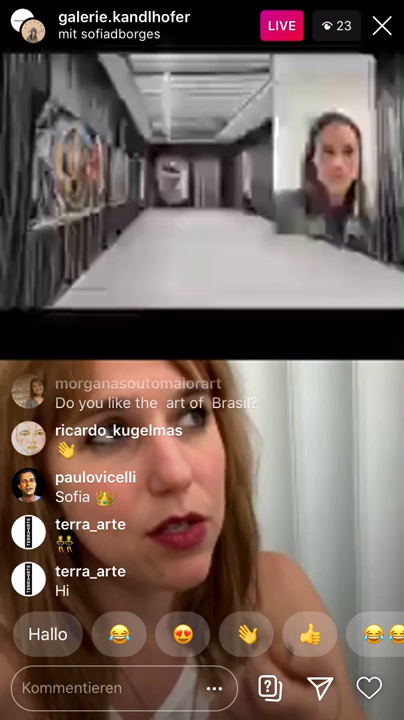 galerie.kandlhofer
mit sofiadborges
LIVE
23
morganasoutomaiorart
Do you like the art of Brasil?
ricardo_kugelmas
👋
paulovicelli
Sofia 👑
terra_arte
👯
terra_arte
Hi
Hallo 😂 😍 👋 👍 😂😂
Kommentieren